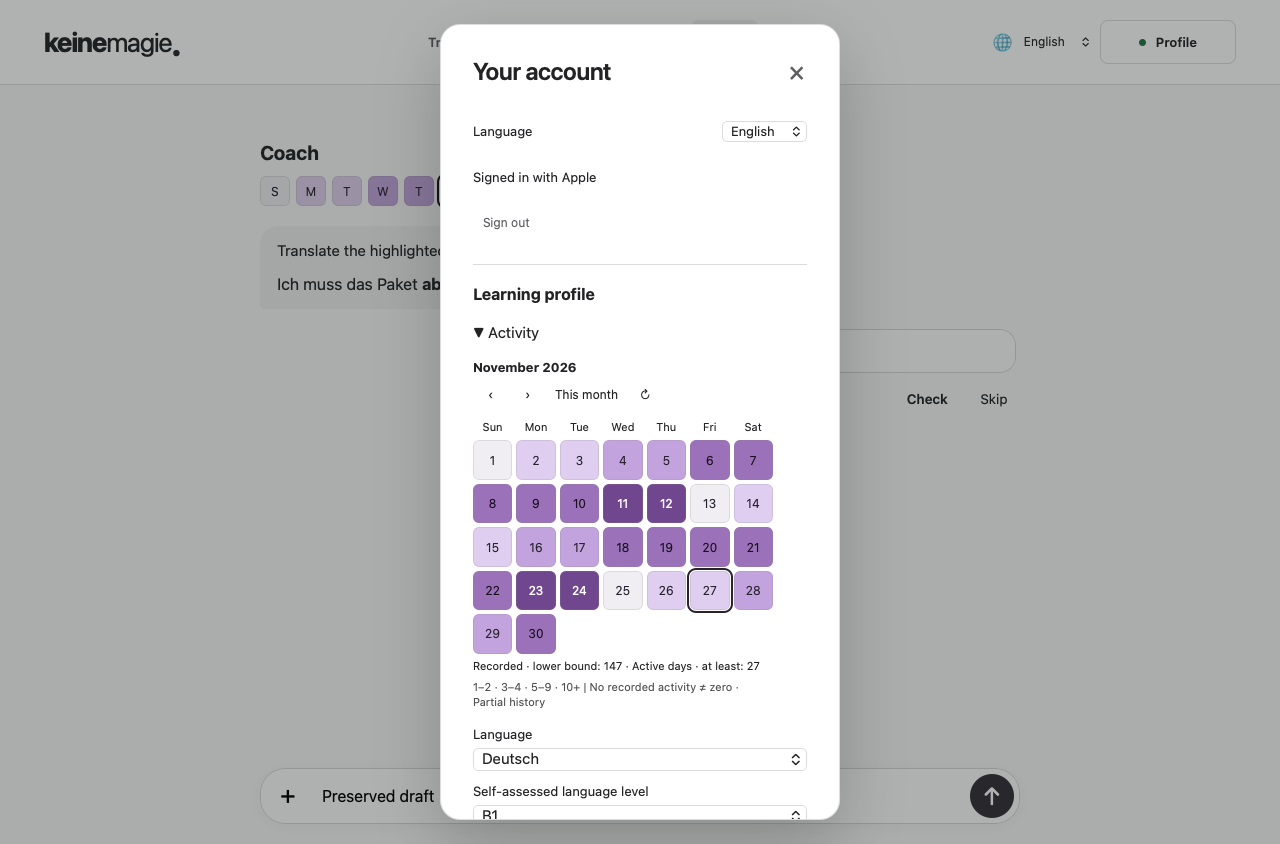 keinemagie.
Tr
English
Profile
Coach
S M T W T
Translate the highlighted
Ich muss das Paket ab
Check Skip
+ Preserved draft
Your account
Language English
Signed in with Apple
Sign out
Learning profile
▼ Activity
November 2026
‹ › This month ↻
Sun Mon Tue Wed Thu Fri Sat
1 2 3 4 5 6 7
8 9 10 11 12 13 14
15 16 17 18 19 20 21
22 23 24 25 26 27 28
29 30
Recorded · lower bound: 147 · Active days · at least: 27
1–2 · 3–4 · 5–9 · 10+ | No recorded activity ≠ zero ·
Partial history
Language
Deutsch
Self-assessed language level
B1